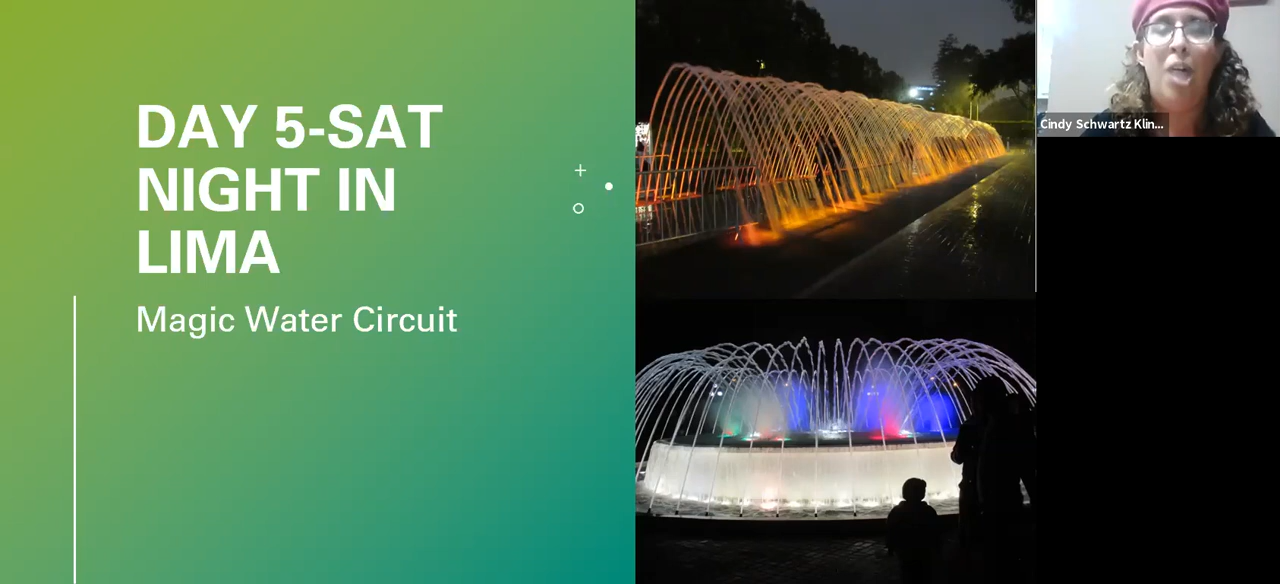 DAY 5-SAT
NIGHT IN
LIMA
Magic Water Circuit
Cindy Schwartz Klin...